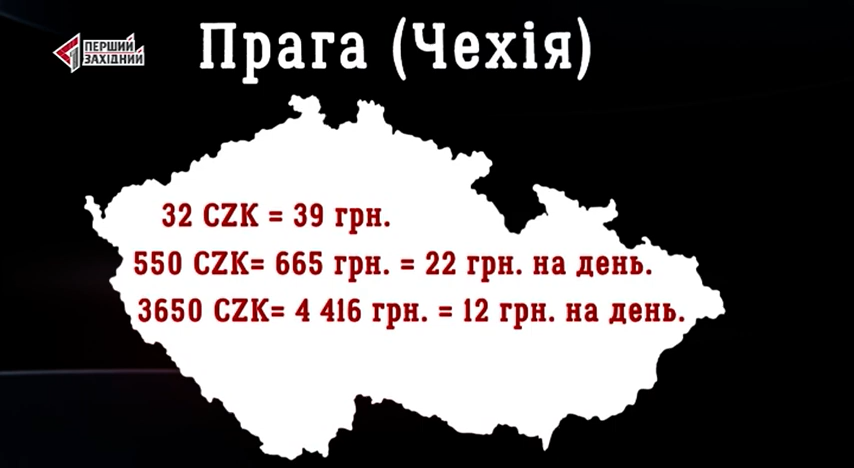 ПЕРШИЙ
ЗАХІДНИЙ
Прага (Чехія)
32 CZK = 39 грн.
550 CZK= 665 грн. = 22 грн. на день.
3650 CZK= 4 416 грн. = 12 грн. на день.